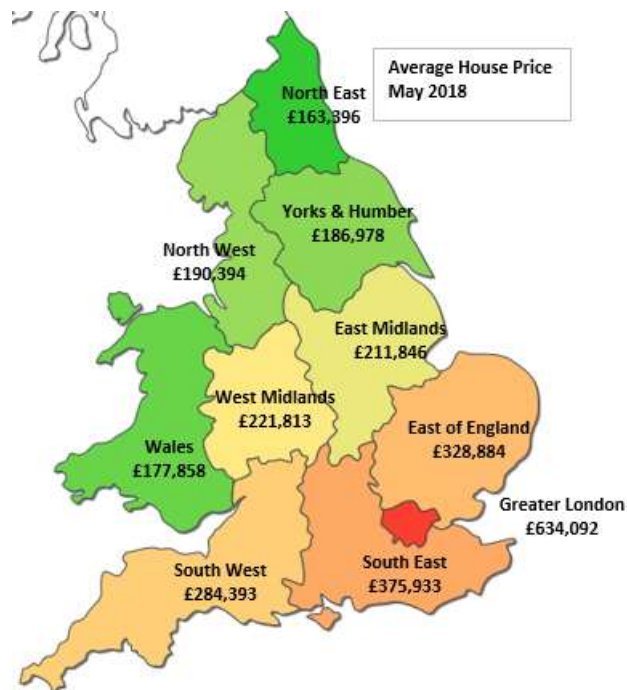 Average House Price
May 2018
North East
£163,396
Yorks & Humber
£186,978
North West
£190,394
East Midlands
£211,846
West Midlands
£221,813
East of England
£328,884
Wales
£177,858
Greater London
£634,092
South East
£375,933
South West
£284,393